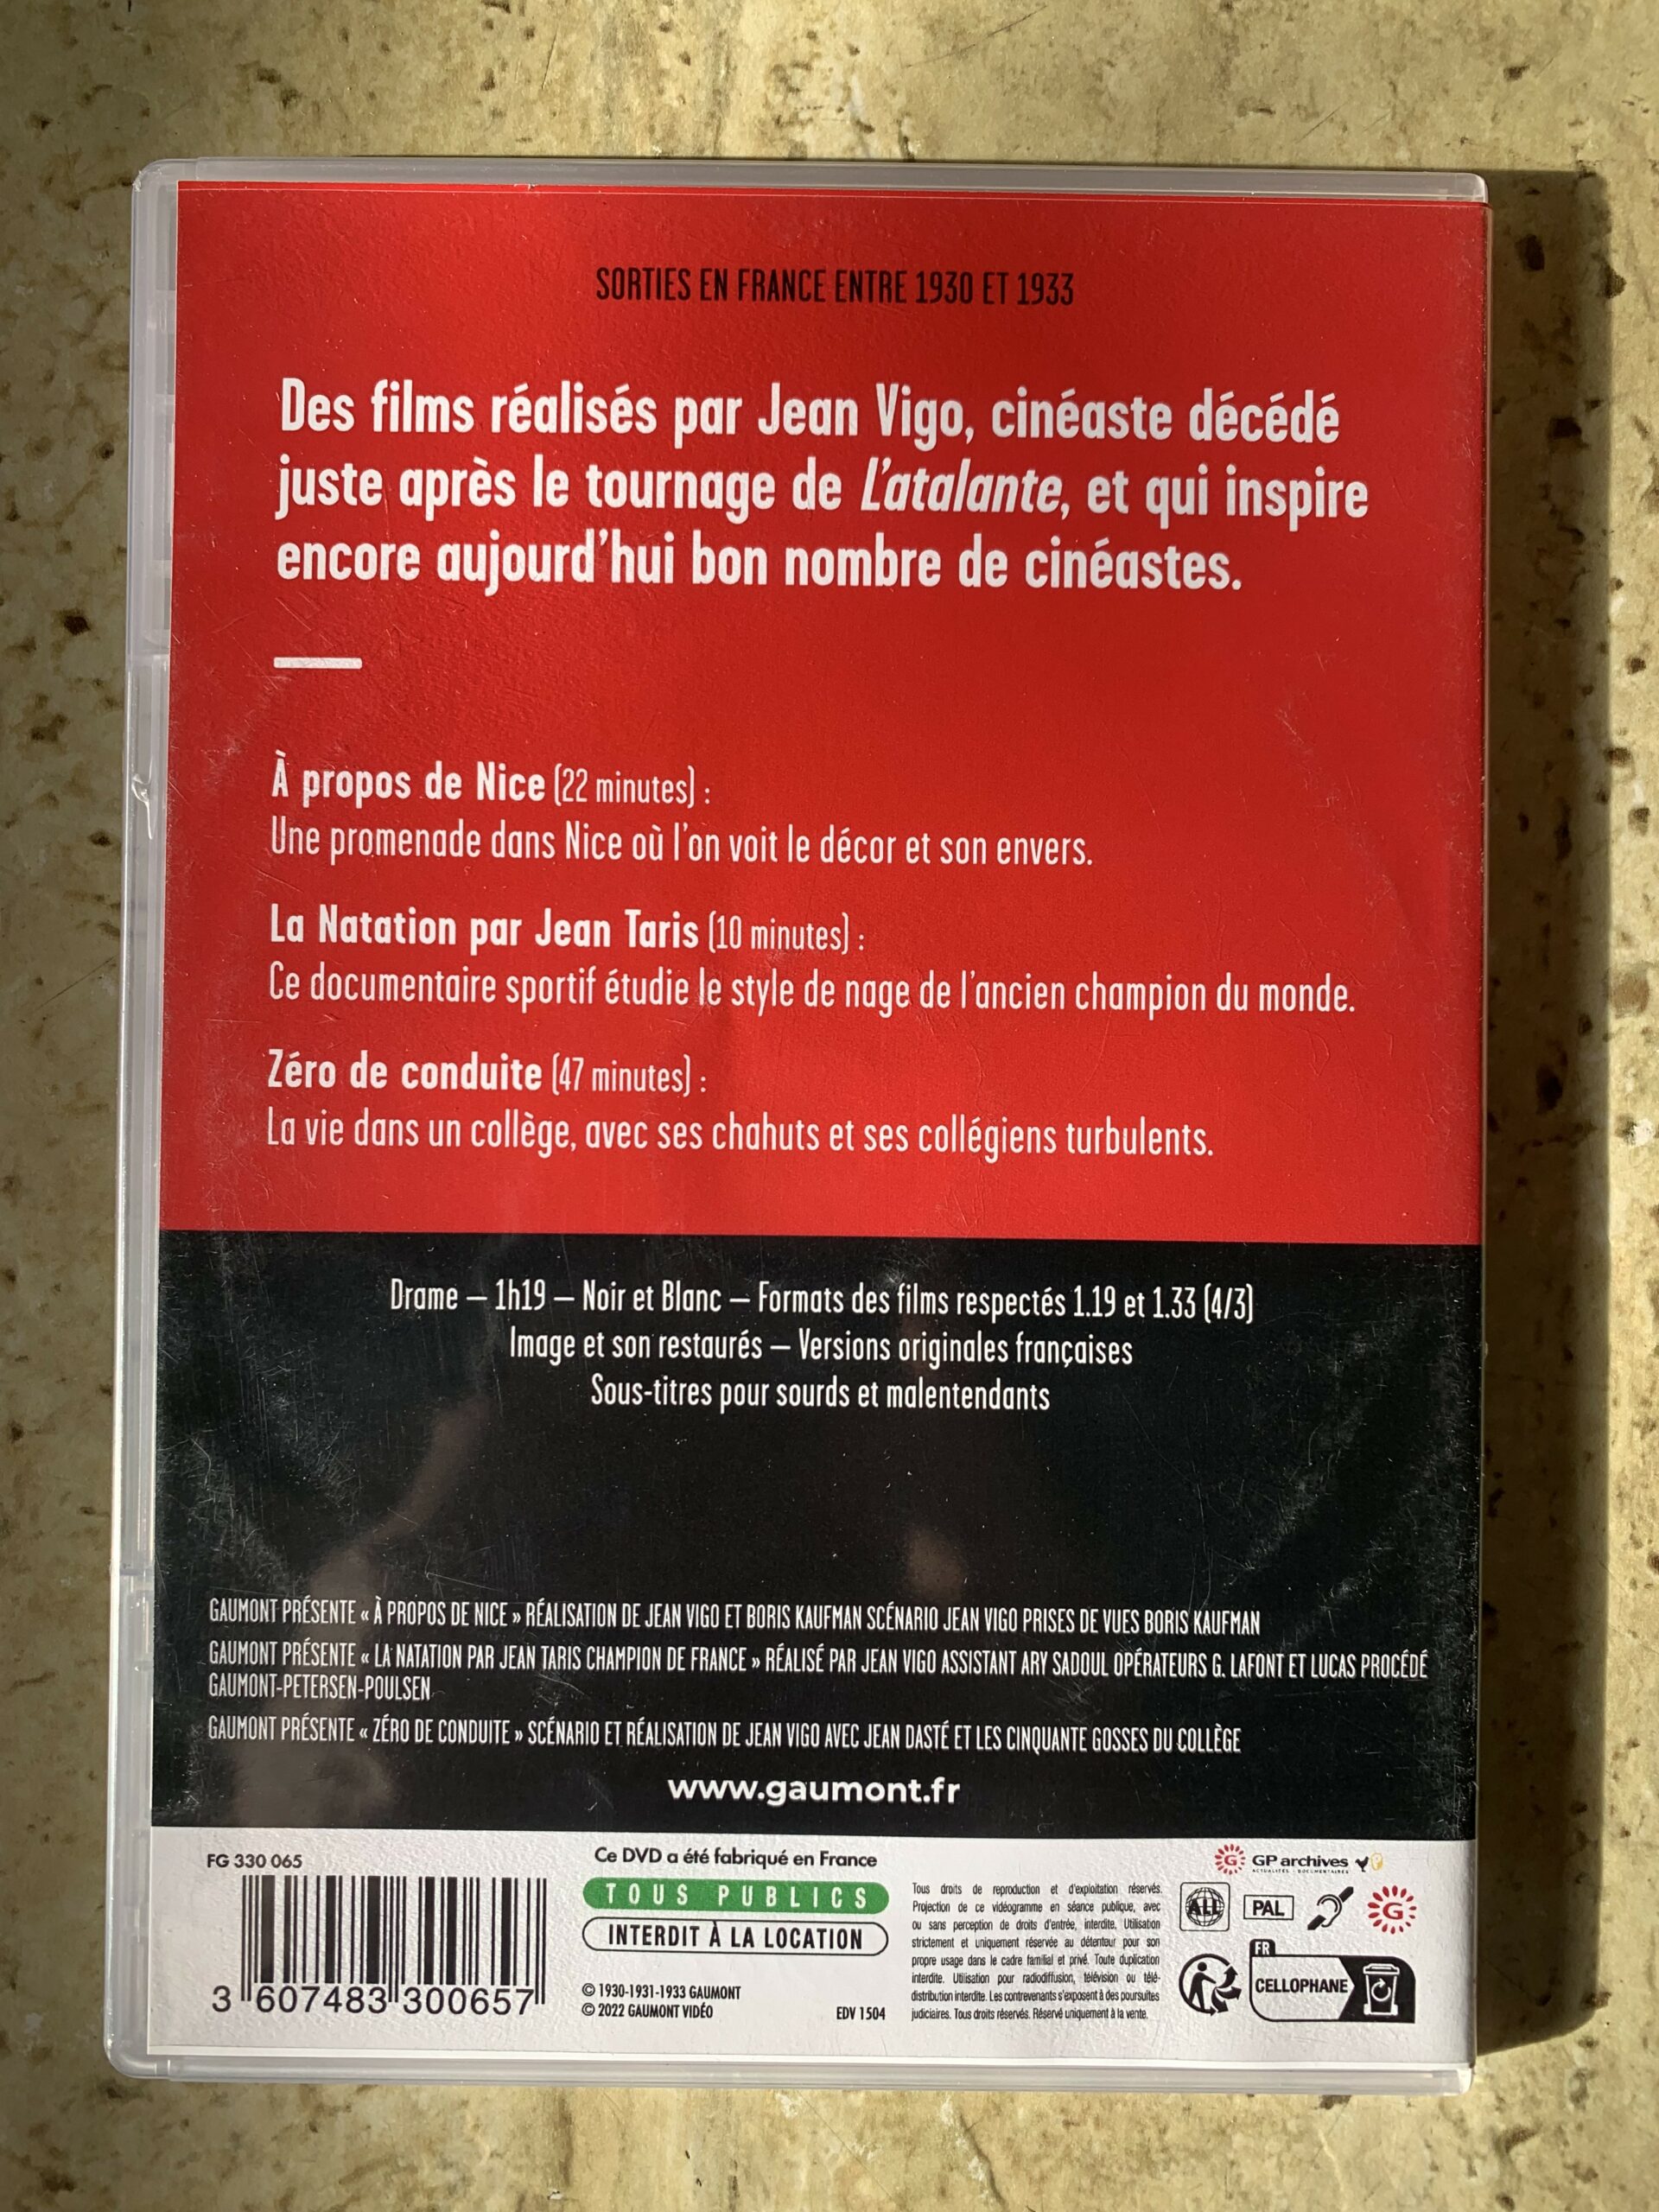 SORTIES EN FRANCE ENTRE 1930 ET 1933
Des films réalisés par Jean Vigo, cinéaste décédé
juste après le tournage de L'atalante, et qui inspire
encore aujourd'hui bon nombre de cinéastes.
À propos de Nice (22 minutes) :
Une promenade dans Nice où l'on voit le décor et son envers.
La Natation par Jean Taris (10 minutes) :
Ce documentaire sportif étudie le style de nage de l'ancien champion du monde.
Zéro de conduite (47 minutes) :
La vie dans un collège, avec ses chahuts et ses collégiens turbulents.
Drame – 1h19 – Noir et Blanc – Formats des films respectés 1.19 et 1.33 (4/3)
Image et son restaurés – Versions originales françaises
Sous-titres pour sourds et malentendants
GAUMONT PRÉSENTE « À PROPOS DE NICE » RÉALISATION DE JEAN VIGO ET BORIS KAUFMAN SCÉNARIO JEAN VIGO PRISES DE VUES BORIS KAUFMAN
GAUMONT PRÉSENTE « LA NATATION PAR JEAN TARIS CHAMPION DE FRANCE » RÉALISÉ PAR JEAN VIGO ASSISTANT ARY SADOUL OPÉRATEURS G. LAFONT ET LUCAS PROCÉDÉ
GAUMONT-PETERSEN-POULSEN
GAUMONT PRÉSENTE « ZÉRO DE CONDUITE » SCÉNARIO ET RÉALISATION DE JEAN VIGO AVEC JEAN DASTÉ ET LES CINQUANTE GOSSES DU COLLÈGE
www.gaumont.fr
FG 330 065
3 607483 300657
Ce DVD a été fabriqué en France
TOUS PUBLICS
INTERDIT À LA LOCATION
© 1930-1931-1933 GAUMONT
© 2022 GAUMONT VIDÉO
EDV 1504
Tous droits de reproduction et d'exploitation réservés.
Projection de ce vidéogramme en séance publique, avec
ou sans perception de droits d'entrée, interdite. Utilisation
strictement et uniquement réservée au détenteur pour son
propre usage dans le cadre familial et privé. Toute duplication
interdite. Utilisation pour radiodiffusion, télévision ou télé-
distribution interdite. Les contrevenants s'exposent à des poursuites
judiciaires. Tous droits réservés. Réservé uniquement à la vente.
G GP archives
ACTUALITÉS - DOCUMENTAIRES
ALL
PAL
G
FR
CELLOPHANE